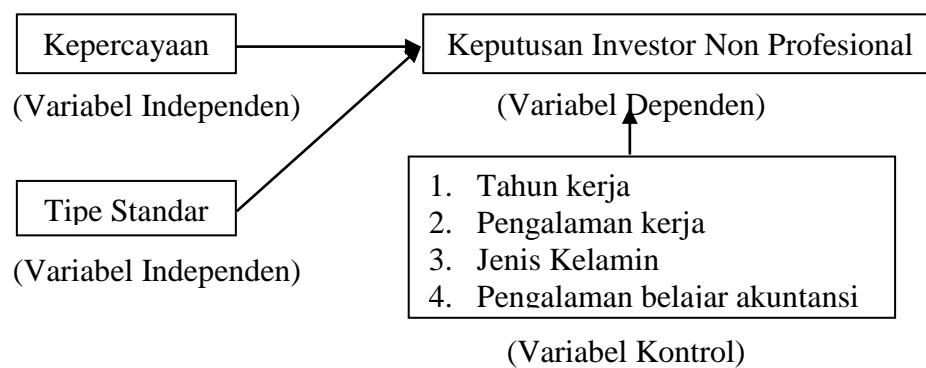 Kepercayaan
Keputusan Investor Non Profesional
(Variabel Independen)
(Variabel Dependen)
Tipe Standar
(Variabel Independen)
1. Tahun kerja
2. Pengalaman kerja
3. Jenis Kelamin
4. Pengalaman belajar akuntansi
(Variabel Kontrol)